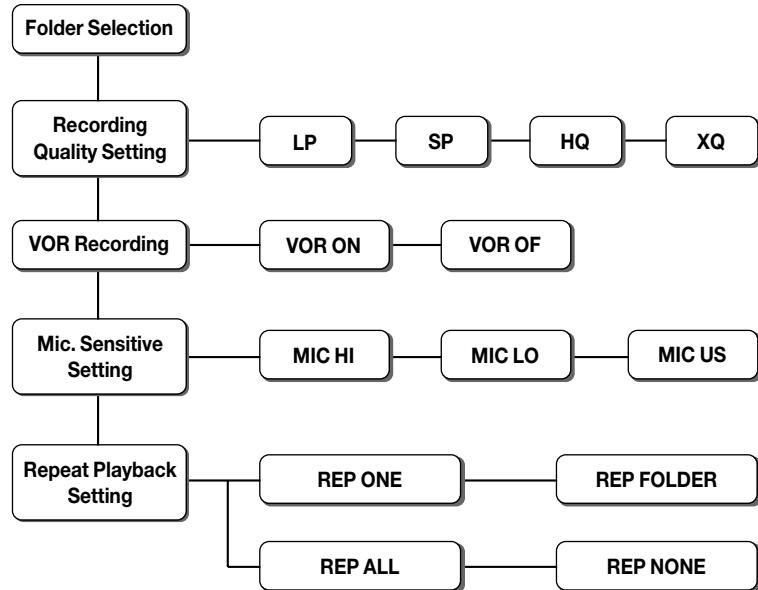 Folder Selection
Recording
Quality Setting
LP
SP
HQ
XQ
VOR Recording
VOR ON
VOR OF
Mic. Sensitive
Setting
MIC HI
MIC LO
MIC US
Repeat Playback
Setting
REP ONE
REP FOLDER
REP ALL
REP NONE